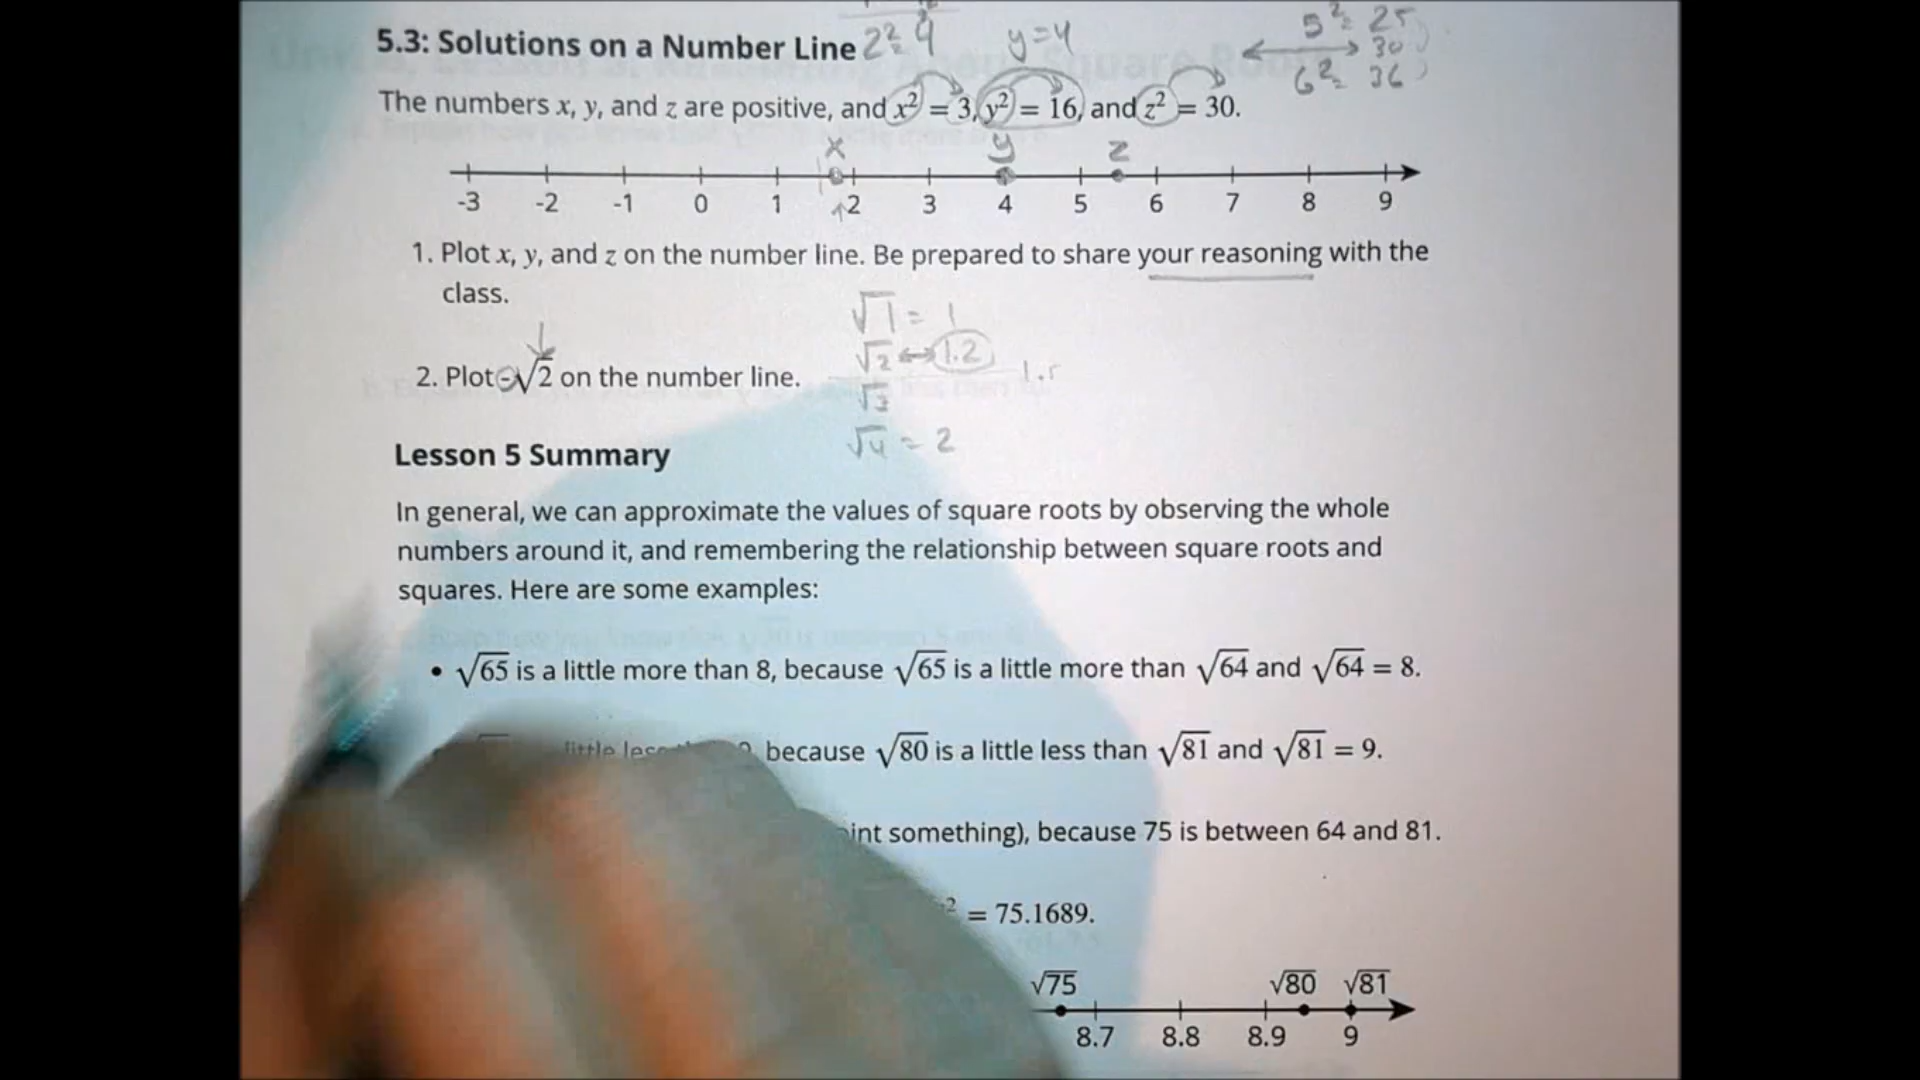 5² = 25
5.3: Solutions on a Number Line 2² = 4 y=4 30
6² = 36
The numbers x, y, and z are positive, and x² = 3, y² = 16, and z² = 30.
x y z
-3 -2 -1 0 1 2 3 4 5 6 7 8 9
1. Plot x, y, and z on the number line. Be prepared to share your reasoning with the
class.
√1 = 1
√2 ↔ 1.2
2. Plot -√2 on the number line.
√3
√4 = 2
Lesson 5 Summary
In general, we can approximate the values of square roots by observing the whole
numbers around it, and remembering the relationship between square roots and
squares. Here are some examples:
• √65 is a little more than 8, because √65 is a little more than √64 and √64 = 8.
little less because √80 is a little less than √81 and √81 = 9.
int something), because 75 is between 64 and 81.
² = 75.1689.
√75 √80 √81
8.7 8.8 8.9 9